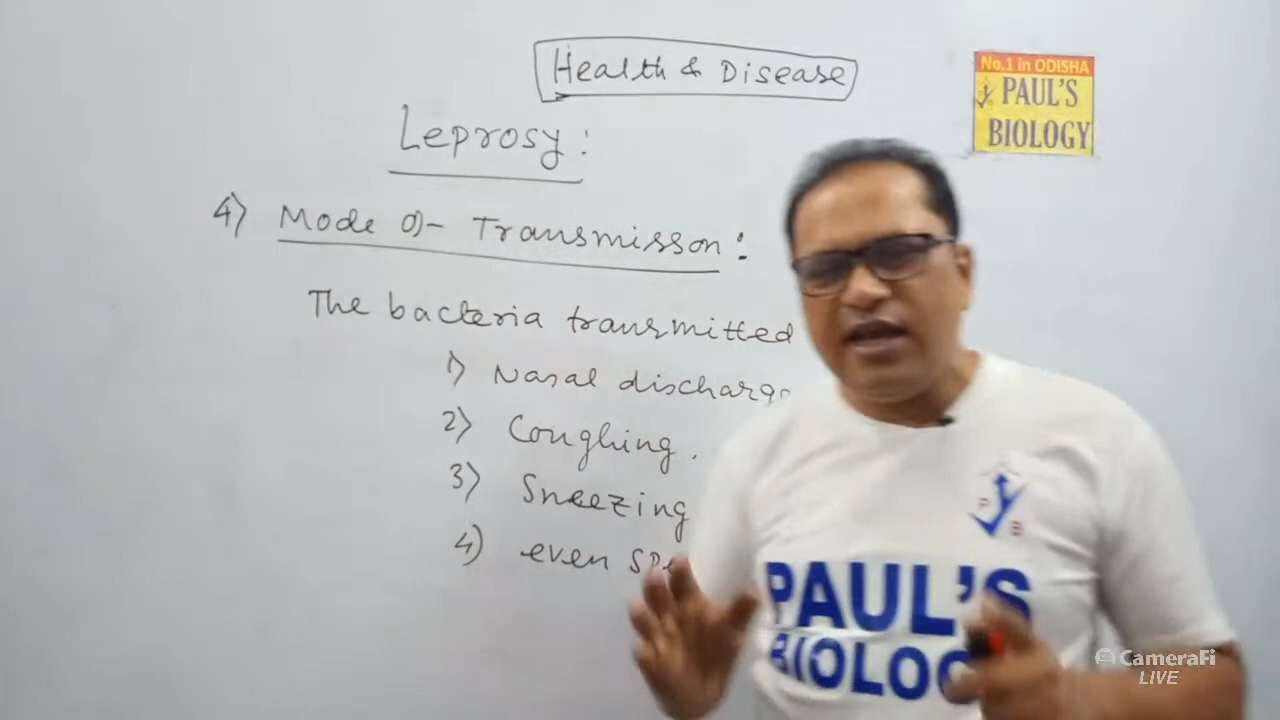 Health & Disease
No.1 in ODISHA
PAUL'S
BIOLOGY
Leprosy:
4) Mode of Transmisson:
The bacteria transmitted
1) Nasal discharge
2) Coughing.
3) Sneezing
4) even
P B
PAUL'S
BIOLOG
CameraFi
LIVE